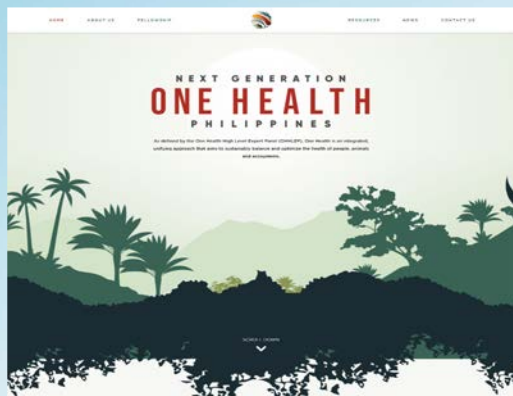 HOME
ABOUT US
FELLOWSHIP
RESOURCES
NEWS
CONTACT US
NEXT GENERATION
ONE HEALTH
PHILIPPINES
As defined by the One Health High Level Expert Panel (OHHLEP), One Health is an integrated,
unifying approach that aims to sustainably balance and optimize the health of people, animals
and ecosystems.